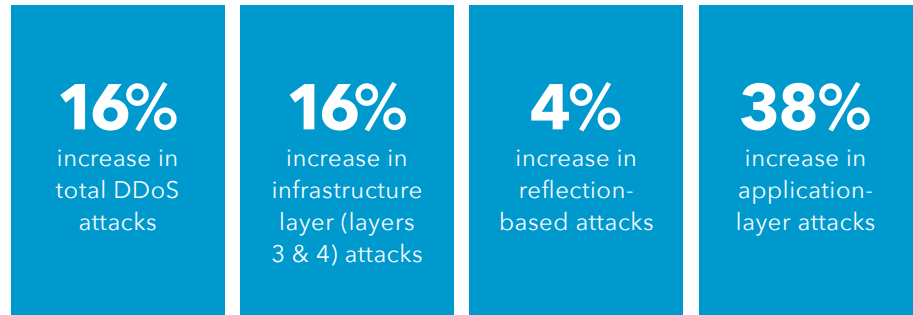 16%
increase in
total DDoS
attacks
16%
increase in
infrastructure
layer (layers
3 & 4) attacks
4%
increase in
reflection-
based attacks
38%
increase in
application-
layer attacks